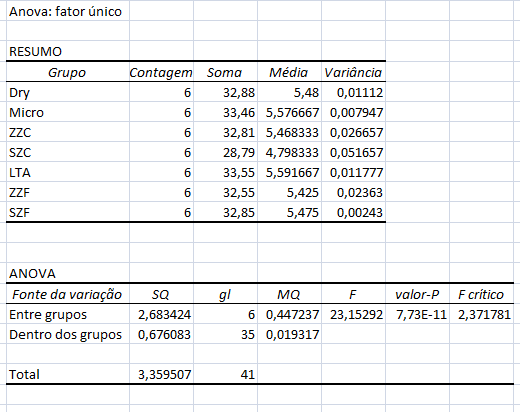 Anova: fator único
RESUMO
Grupo Contagem Soma Média Variância
Dry 6 32,88 5,48 0,01112
Micro 6 33,46 5,576667 0,007947
ZZC 6 32,81 5,468333 0,026657
SZC 6 28,79 4,798333 0,051657
LTA 6 33,55 5,591667 0,011777
ZZF 6 32,55 5,425 0,02363
SZF 6 32,85 5,475 0,00243
ANOVA
Fonte da variação SQ gl MQ F valor-P F crítico
Entre grupos 2,683424 6 0,447237 23,15292 7,73E-11 2,371781
Dentro dos grupos 0,676083 35 0,019317
Total 3,359507 41